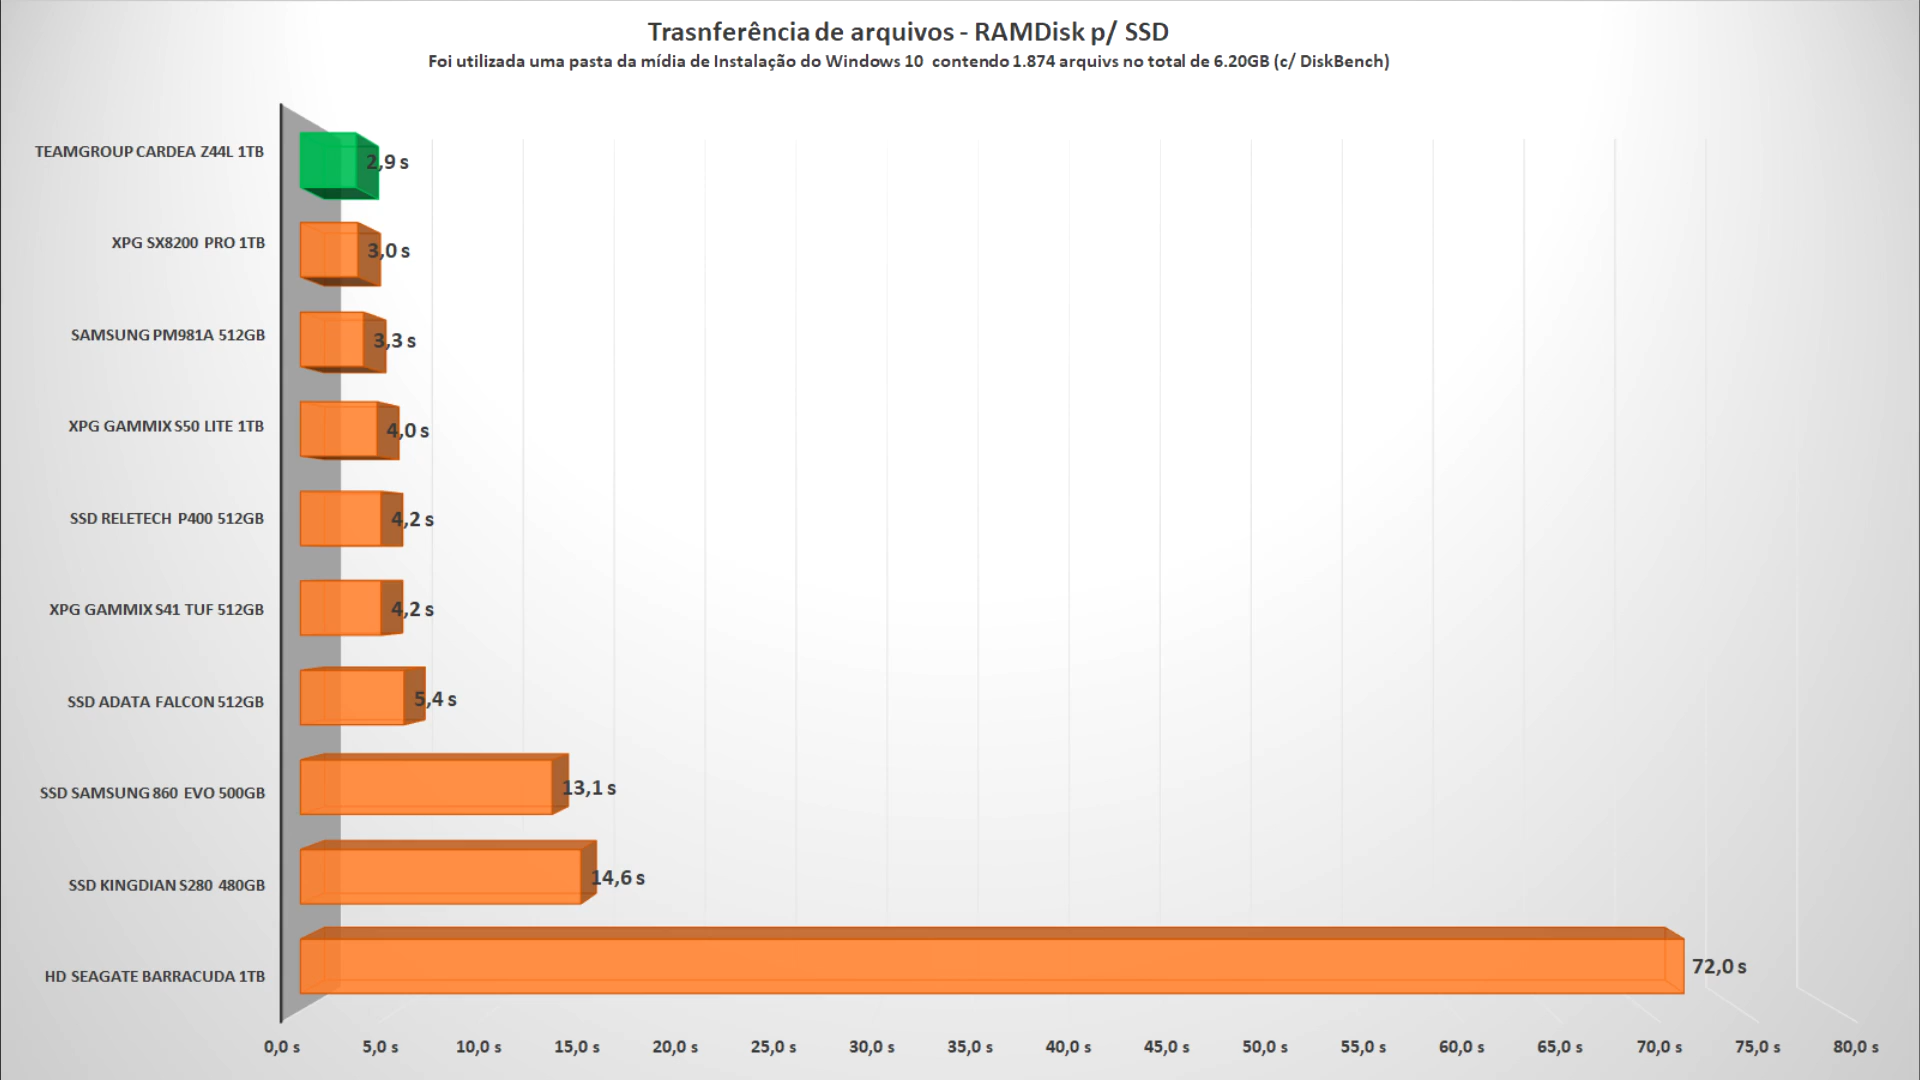 Trasnferência de arquivos - RAMDisk p/ SSD
Foi utilizada uma pasta da mídia de Instalação do Windows 10 contendo 1.874 arquivs no total de 6.20GB (c/ DiskBench)
TEAMGROUP CARDEA Z44L 1TB
2,9 s
XPG SX8200 PRO 1TB
3,0 s
SAMSUNG PM981A 512GB
3,3 s
XPG GAMMIX S50 LITE 1TB
4,0 s
SSD RELETECH P400 512GB
4,2 s
XPG GAMMIX S41 TUF 512GB
4,2 s
SSD ADATA FALCON 512GB
5,4 s
SSD SAMSUNG 860 EVO 500GB
13,1 s
SSD KINGDIAN S280 480GB
14,6 s
HD SEAGATE BARRACUDA 1TB
72,0 s
0,0 s 5,0 s 10,0 s 15,0 s 20,0 s 25,0 s 30,0 s 35,0 s 40,0 s 45,0 s 50,0 s 55,0 s 60,0 s 65,0 s 70,0 s 75,0 s 80,0 s